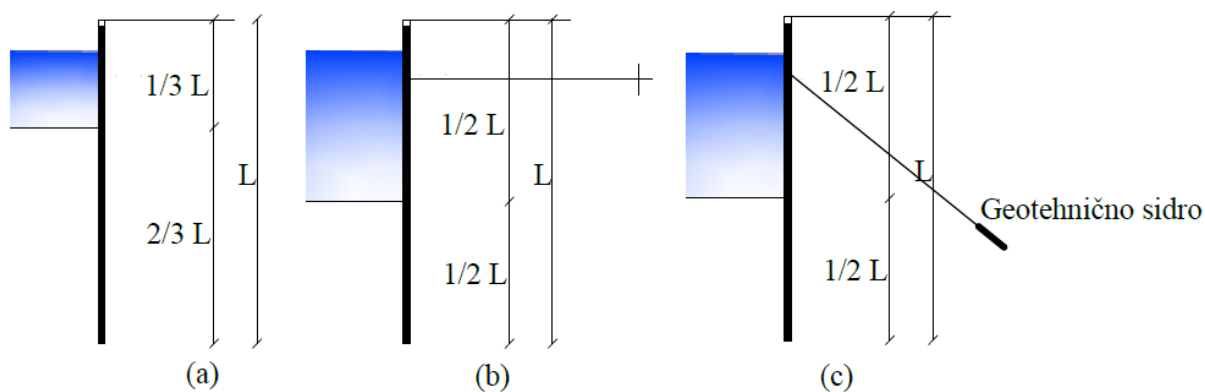 1/3 L
L
2/3 L
(a)
1/2 L
L
1/2 L
(b)
1/2 L
L
Geotehnično sidro
1/2 L
(c)